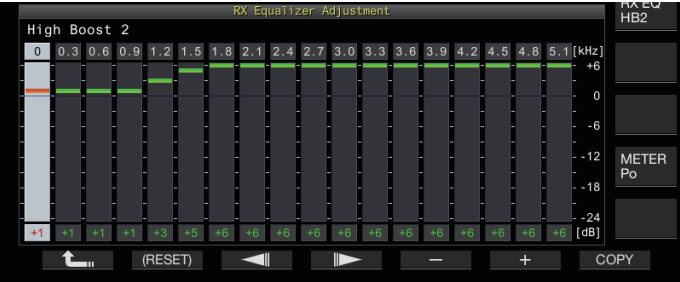 RX Equalizer Adjustment
RX EQ
HB2
High Boost 2
0 0.3 0.6 0.9 1.2 1.5 1.8 2.1 2.4 2.7 3.0 3.3 3.6 3.9 4.2 4.5 4.8 5.1 [kHz]
+6
0
-6
-12
METER
Po
-18
-24
+1 +1 +1 +1 +3 +5 +6 +6 +6 +6 +6 +6 +6 +6 +6 +6 +6 +6 [dB]
(RESET) − + COPY